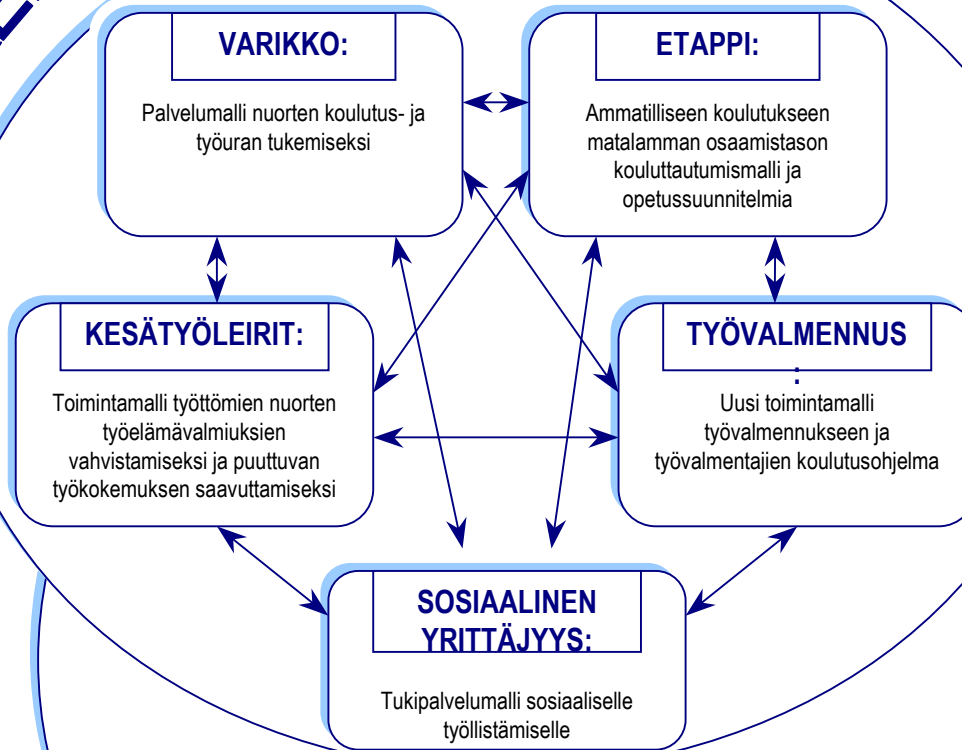 VARIKKO:
Palvelumalli nuorten koulutus- ja
työuran tukemiseksi
ETAPPI:
Ammatilliseen koulutukseen
matalamman osaamistason
kouluttautumismalli ja
opetussuunnitelmia
KESÄTYÖLEIRIT:
Toimintamalli työttömien nuorten
työelämävalmiuksien
vahvistamiseksi ja puuttuvan
työkokemuksen saavuttamiseksi
TYÖVALMENNUS
:
Uusi toimintamalli
työvalmennukseen ja
työvalmentajien koulutusohjelma
SOSIAALINEN
YRITTÄJYYS:
Tukipalvelumalli sosiaaliselle
työllistämiselle